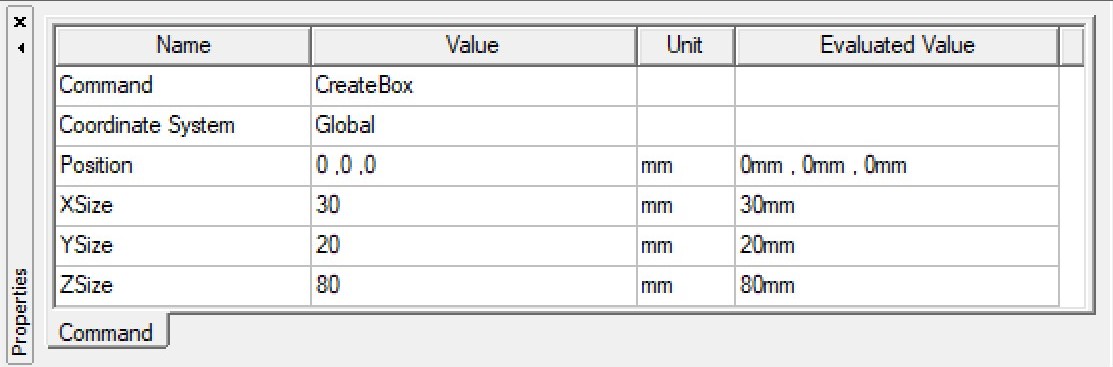 Name Value Unit Evaluated Value
Command CreateBox
Coordinate System Global
Position 0 ,0 ,0 mm 0mm , 0mm , 0mm
XSize 30 mm 30mm
YSize 20 mm 20mm
ZSize 80 mm 80mm
Command
Properties